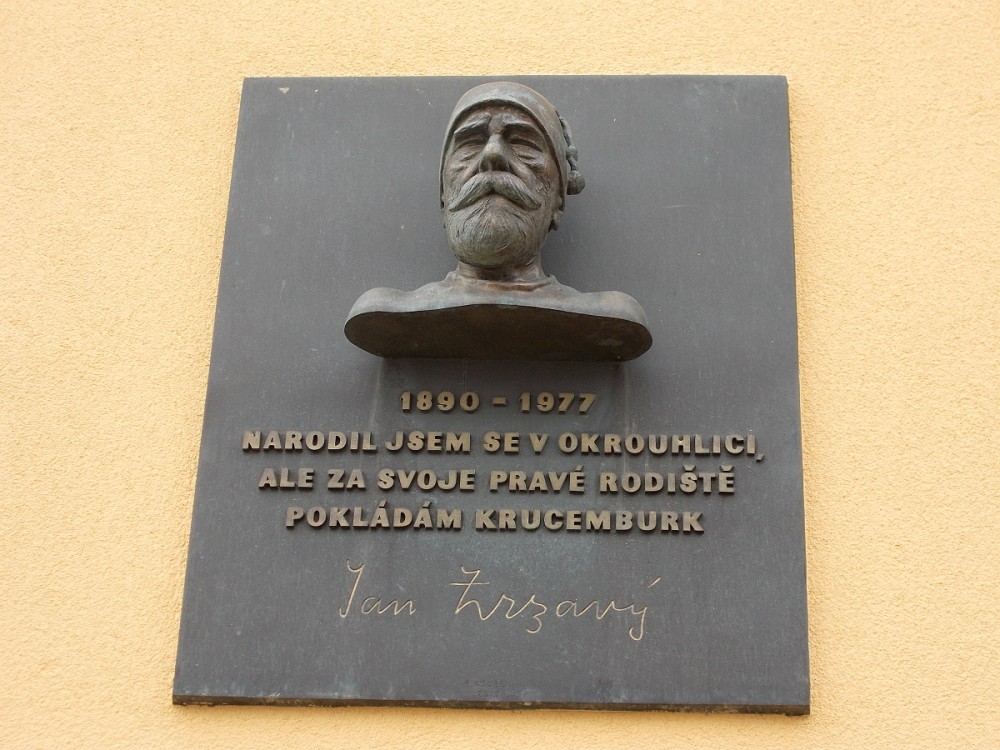 1890 - 1977
NARODIL JSEM SE V OKROUHLICI,
ALE ZA SVOJE PRAVÉ RODIŠTĚ
POKLÁDÁM KRUCEMBURK
Jan Zrzavý